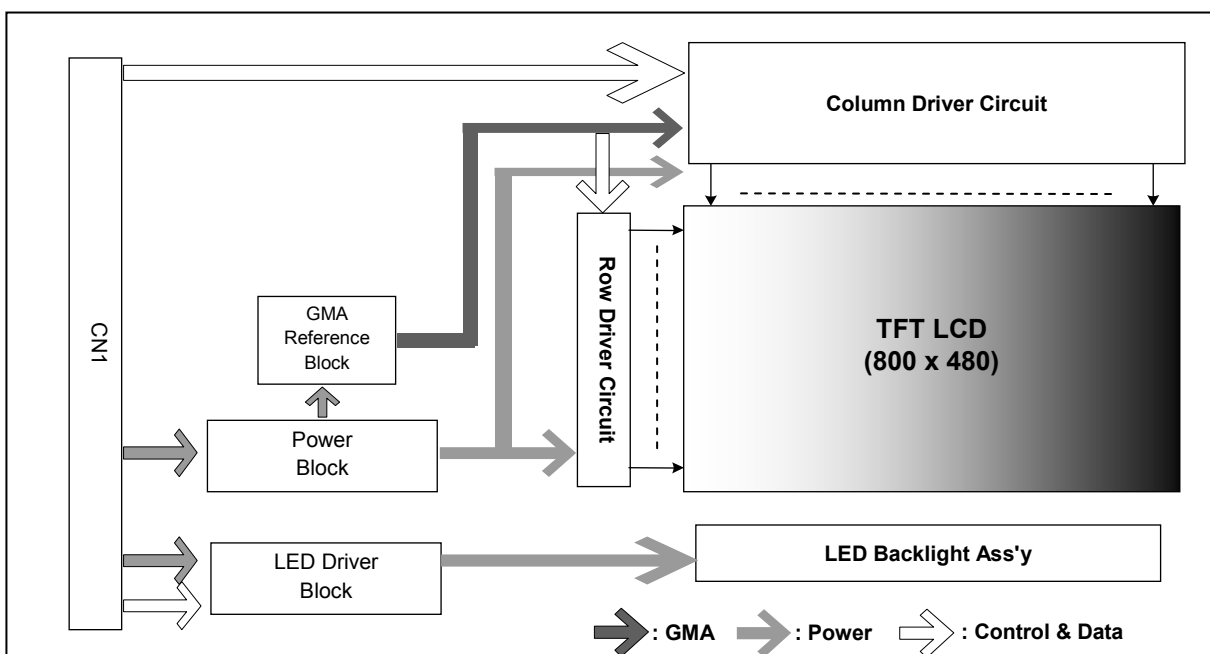 CN1
Column Driver Circuit
GMA
Reference
Block
Row Driver Circuit
TFT LCD
(800 x 480)
Power
Block
LED Driver
Block
LED Backlight Ass'y
: GMA
: Power
: Control & Data